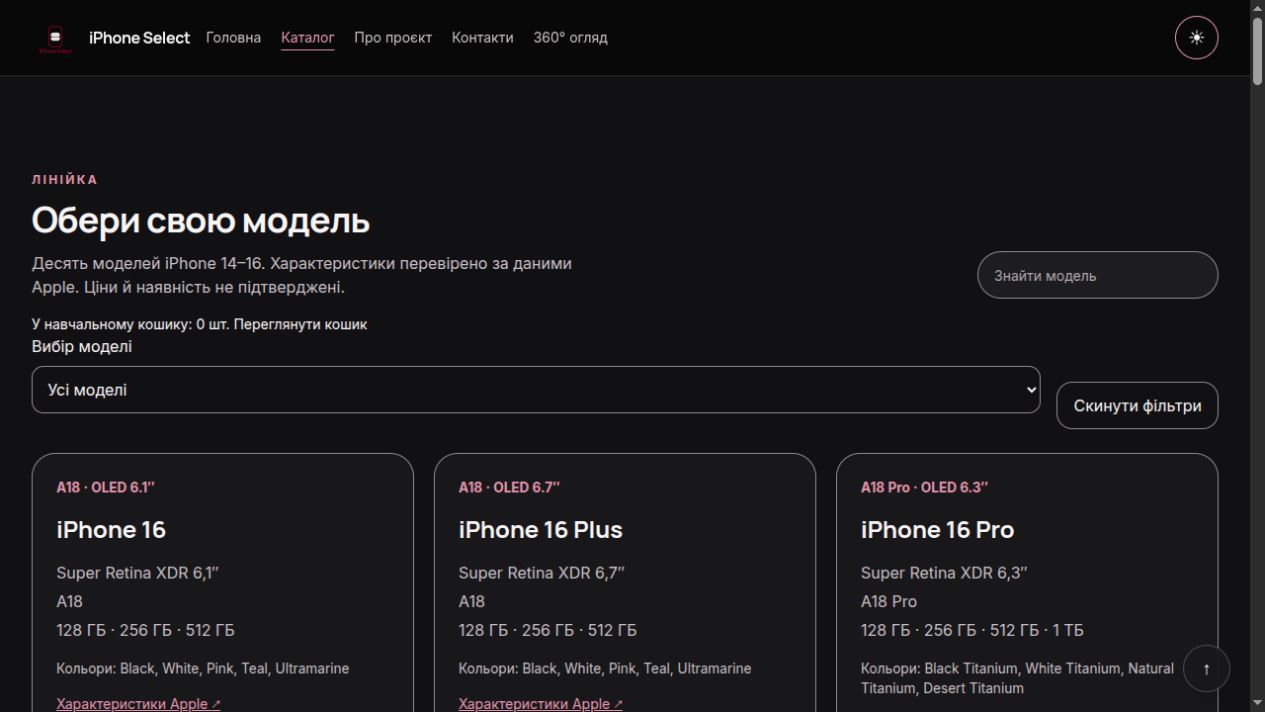 iPhone Select
iPhone Select
Головна
Каталог
Про проєкт
Контакти
360° огляд
ЛІНІЙКА
Обери свою модель
Десять моделей iPhone 14–16. Характеристики перевірено за даними
Apple. Ціни й наявність не підтверджені.
Знайти модель
У навчальному кошику: 0 шт. Переглянути кошик
Вибір моделі
Усі моделі
Скинути фільтри
A18 · OLED 6.1″
iPhone 16
Super Retina XDR 6,1″
A18
128 ГБ · 256 ГБ · 512 ГБ
Кольори: Black, White, Pink, Teal, Ultramarine
Характеристики Apple ↗
A18 · OLED 6.7″
iPhone 16 Plus
Super Retina XDR 6,7″
A18
128 ГБ · 256 ГБ · 512 ГБ
Кольори: Black, White, Pink, Teal, Ultramarine
Характеристики Apple ↗
A18 Pro · OLED 6.3″
iPhone 16 Pro
Super Retina XDR 6,3″
A18 Pro
128 ГБ · 256 ГБ · 512 ГБ · 1 ТБ
Кольори: Black Titanium, White Titanium, Natural
Titanium, Desert Titanium
↑